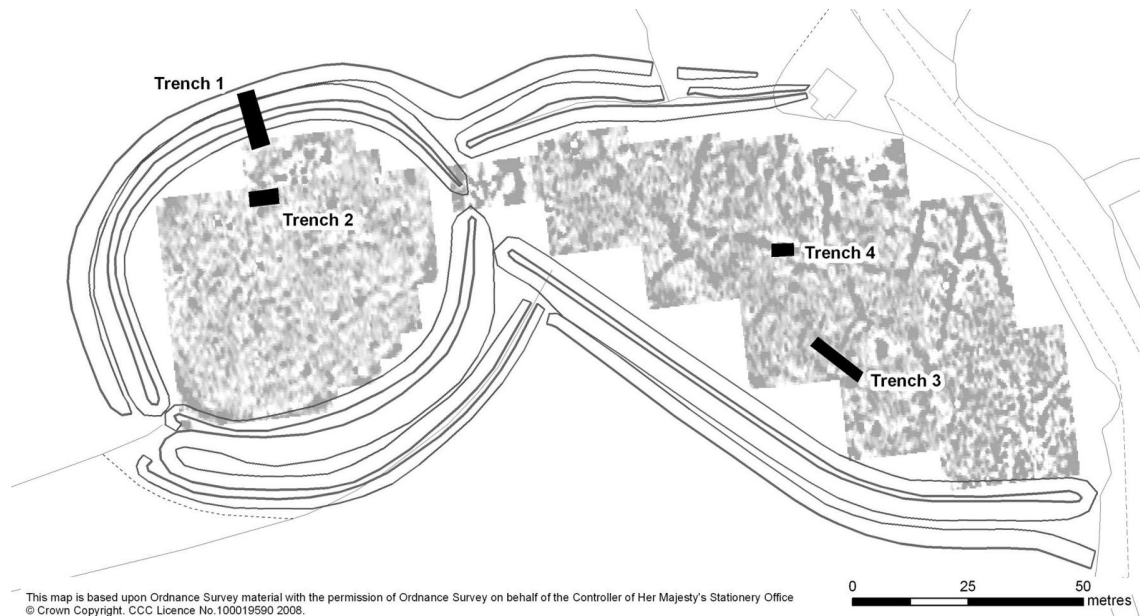 Trench 1
Trench 2
Trench 4
Trench 3
0 25 50
metres
This map is based upon Ordnance Survey material with the permission of Ordnance Survey on behalf of the Controller of Her Majesty's Stationery Office
© Crown Copyright. CCC Licence No.100019590 2008.